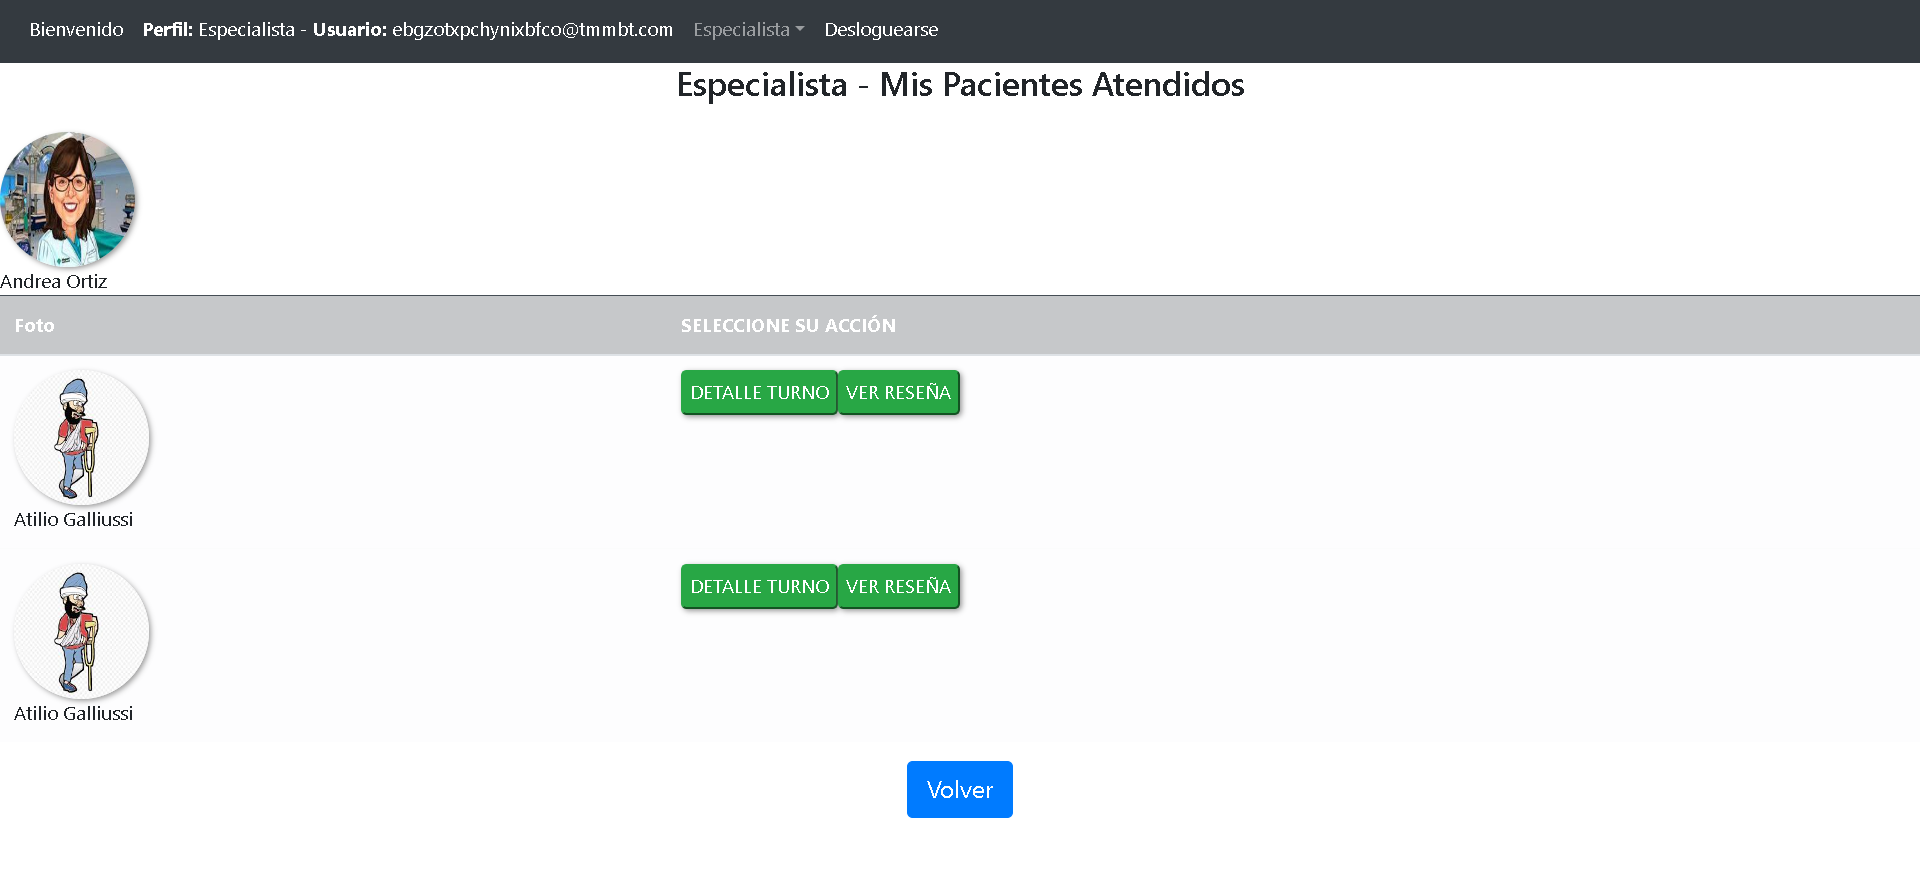 Bienvenido Perfil: Especialista - Usuario: ebgzotxpchynixbfco@tmmbt.com Especialista Desloguearse
Especialista - Mis Pacientes Atendidos
Andrea Ortiz
Foto SELECCIONE SU ACCIÓN
DETALLE TURNO VER RESEÑA
Atilio Galliussi
DETALLE TURNO VER RESEÑA
Atilio Galliussi
Volver